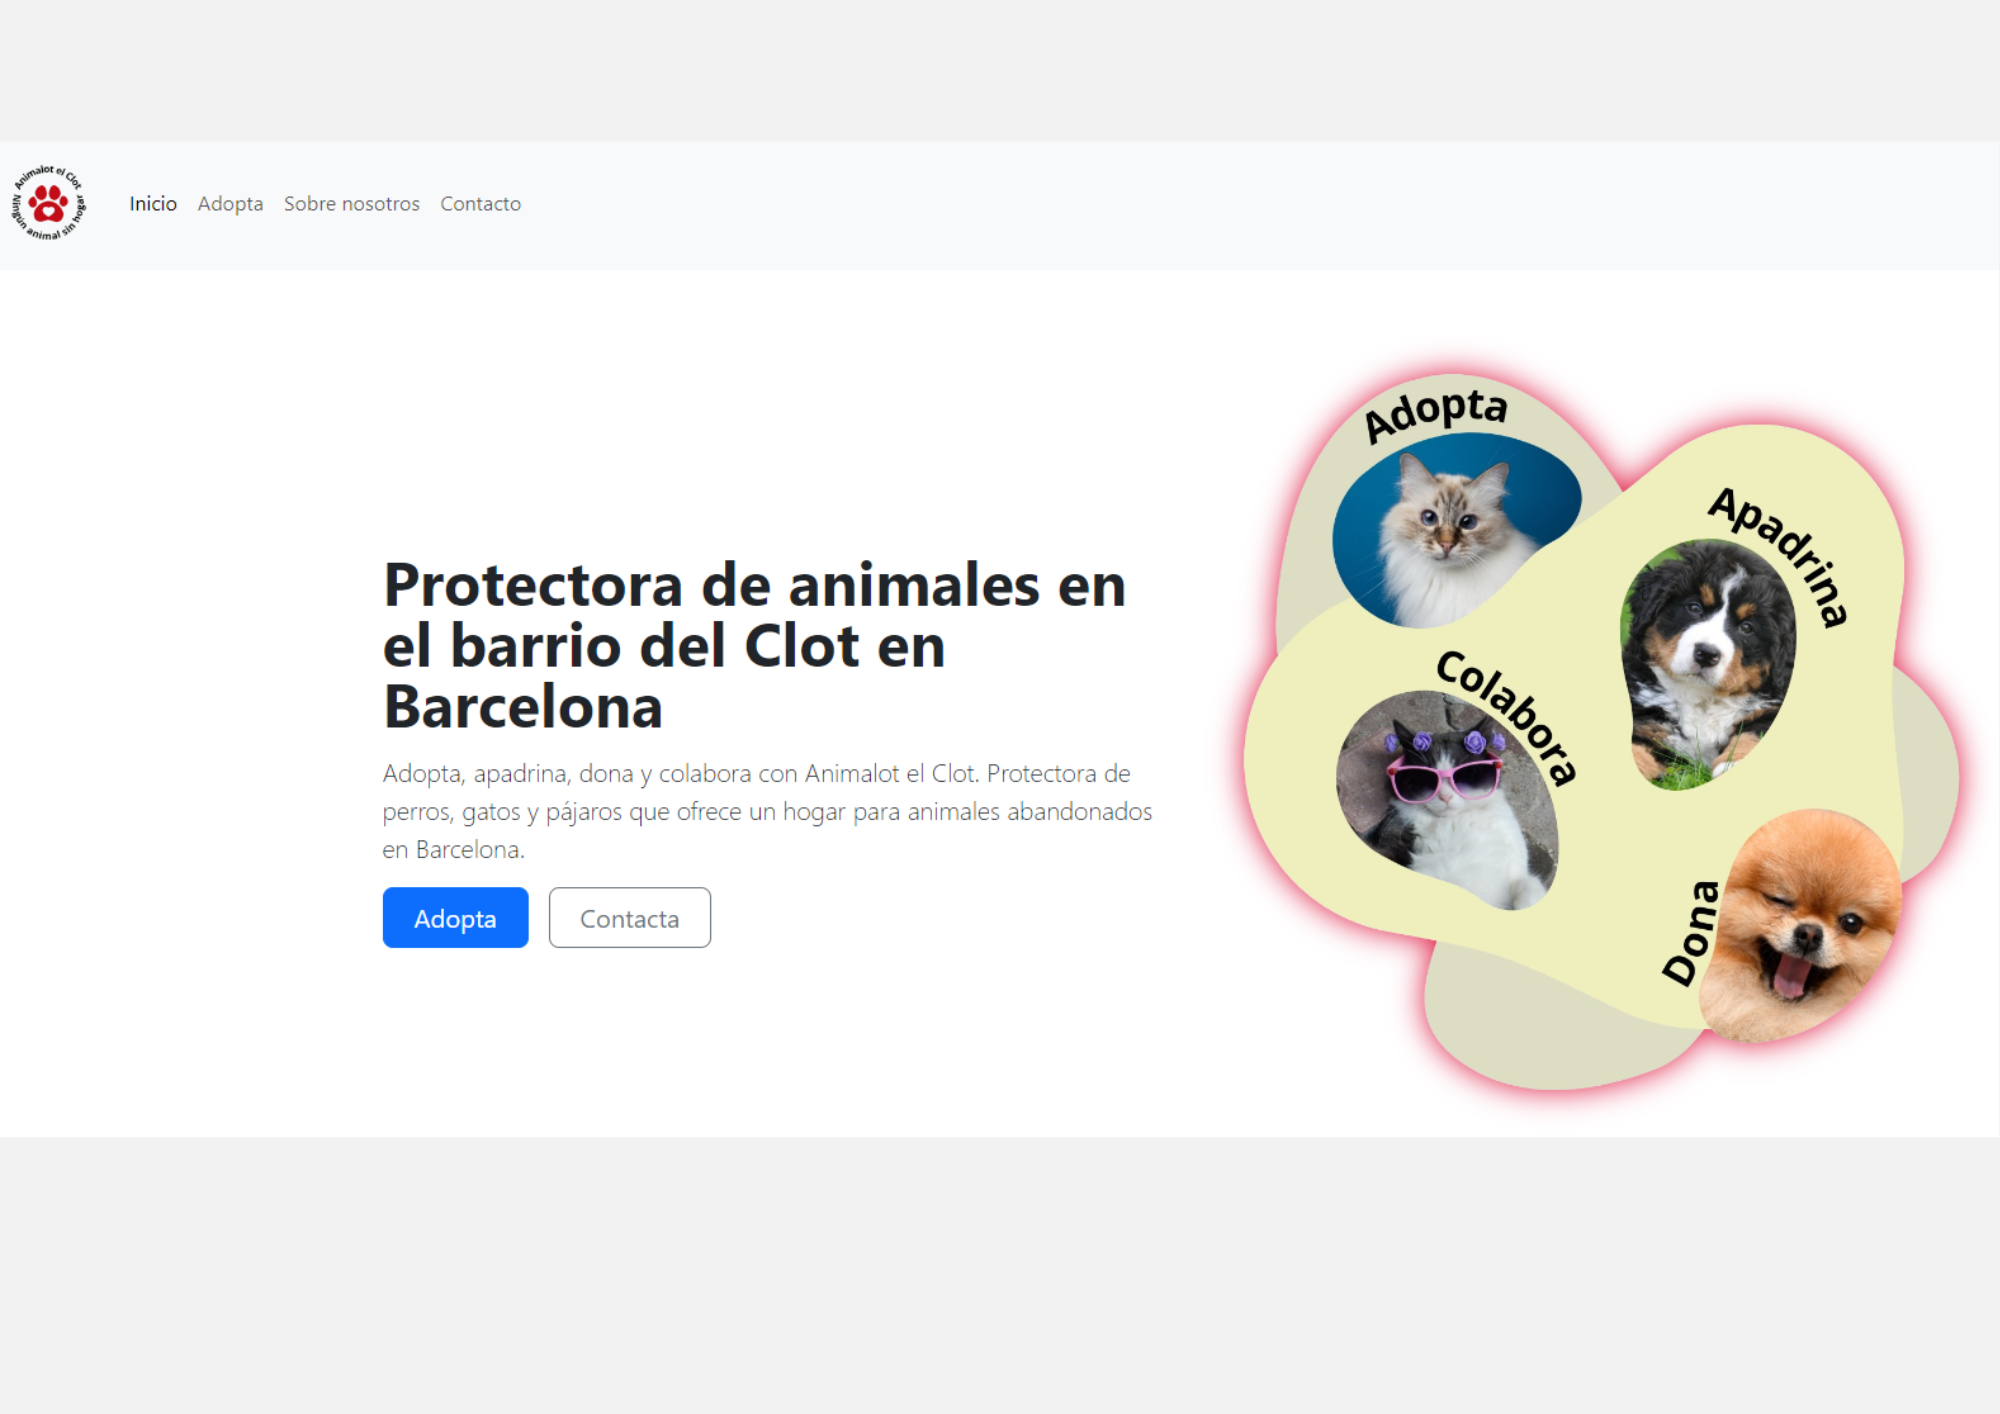 Animalot el Clot
Ningún animal sin hogar
Inicio Adopta Sobre nosotros Contacto
Adopta
Apadrina
Colabora
Dona
Protectora de animales en
el barrio del Clot en
Barcelona
Adopta, apadrina, dona y colabora con Animalot el Clot. Protectora de
perros, gatos y pájaros que ofrece un hogar para animales abandonados
en Barcelona.
Adopta Contacta